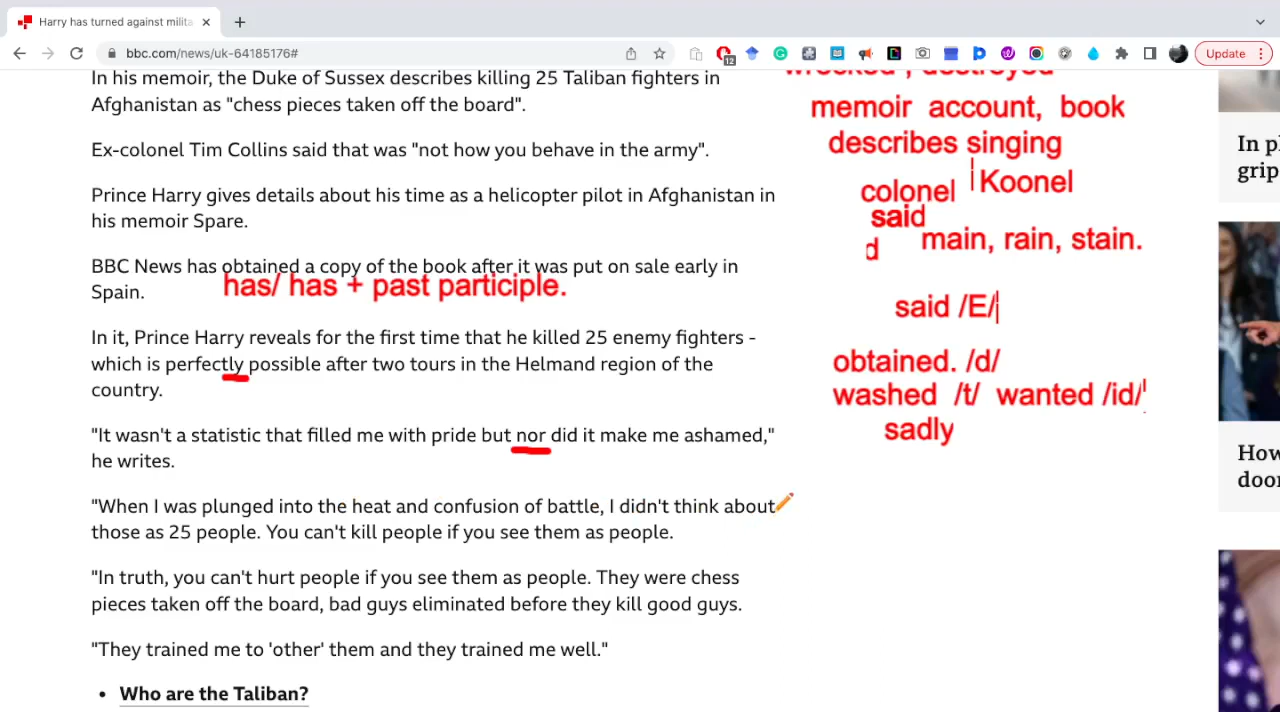 Harry has turned against milita
bbc.com/news/uk-64185176#
12
Update
In his memoir, the Duke of Sussex describes killing 25 Taliban fighters in
Afghanistan as "chess pieces taken off the board".
Ex-colonel Tim Collins said that was "not how you behave in the army".
Prince Harry gives details about his time as a helicopter pilot in Afghanistan in
his memoir Spare.
BBC News has obtained a copy of the book after it was put on sale early in
Spain.
has/ has + past participle.
In it, Prince Harry reveals for the first time that he killed 25 enemy fighters -
which is perfectly possible after two tours in the Helmand region of the
country.
"It wasn't a statistic that filled me with pride but nor did it make me ashamed,"
he writes.
"When I was plunged into the heat and confusion of battle, I didn't think about
those as 25 people. You can't kill people if you see them as people.
"In truth, you can't hurt people if you see them as people. They were chess
pieces taken off the board, bad guys eliminated before they kill good guys.
"They trained me to 'other' them and they trained me well."
• Who are the Taliban?
wrecked , destroyed
memoir account, book
describes singing
colonel Koonel
said
d main, rain, stain.
said /E/
obtained. /d/
washed /t/ wanted /id/
sadly
In pi
grip
How
door